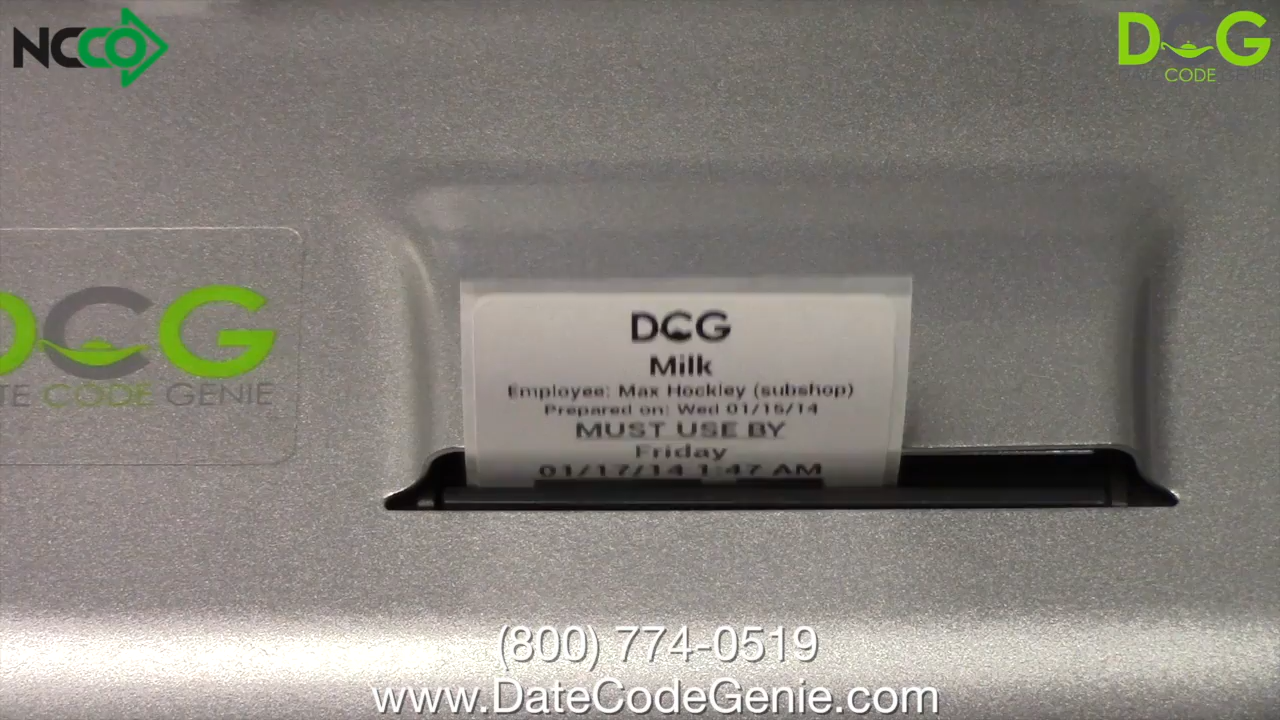 NCCO
DCG
CODE GENIE
DCG
TE CODE GENIE
DCG
Milk
Employee: Max Hockley (subshop)
Prepared on: Wed 01/15/14
MUST USE BY
Friday
01/17/14 1:47 AM
(800) 774-0519
www.DateCodeGenie.com